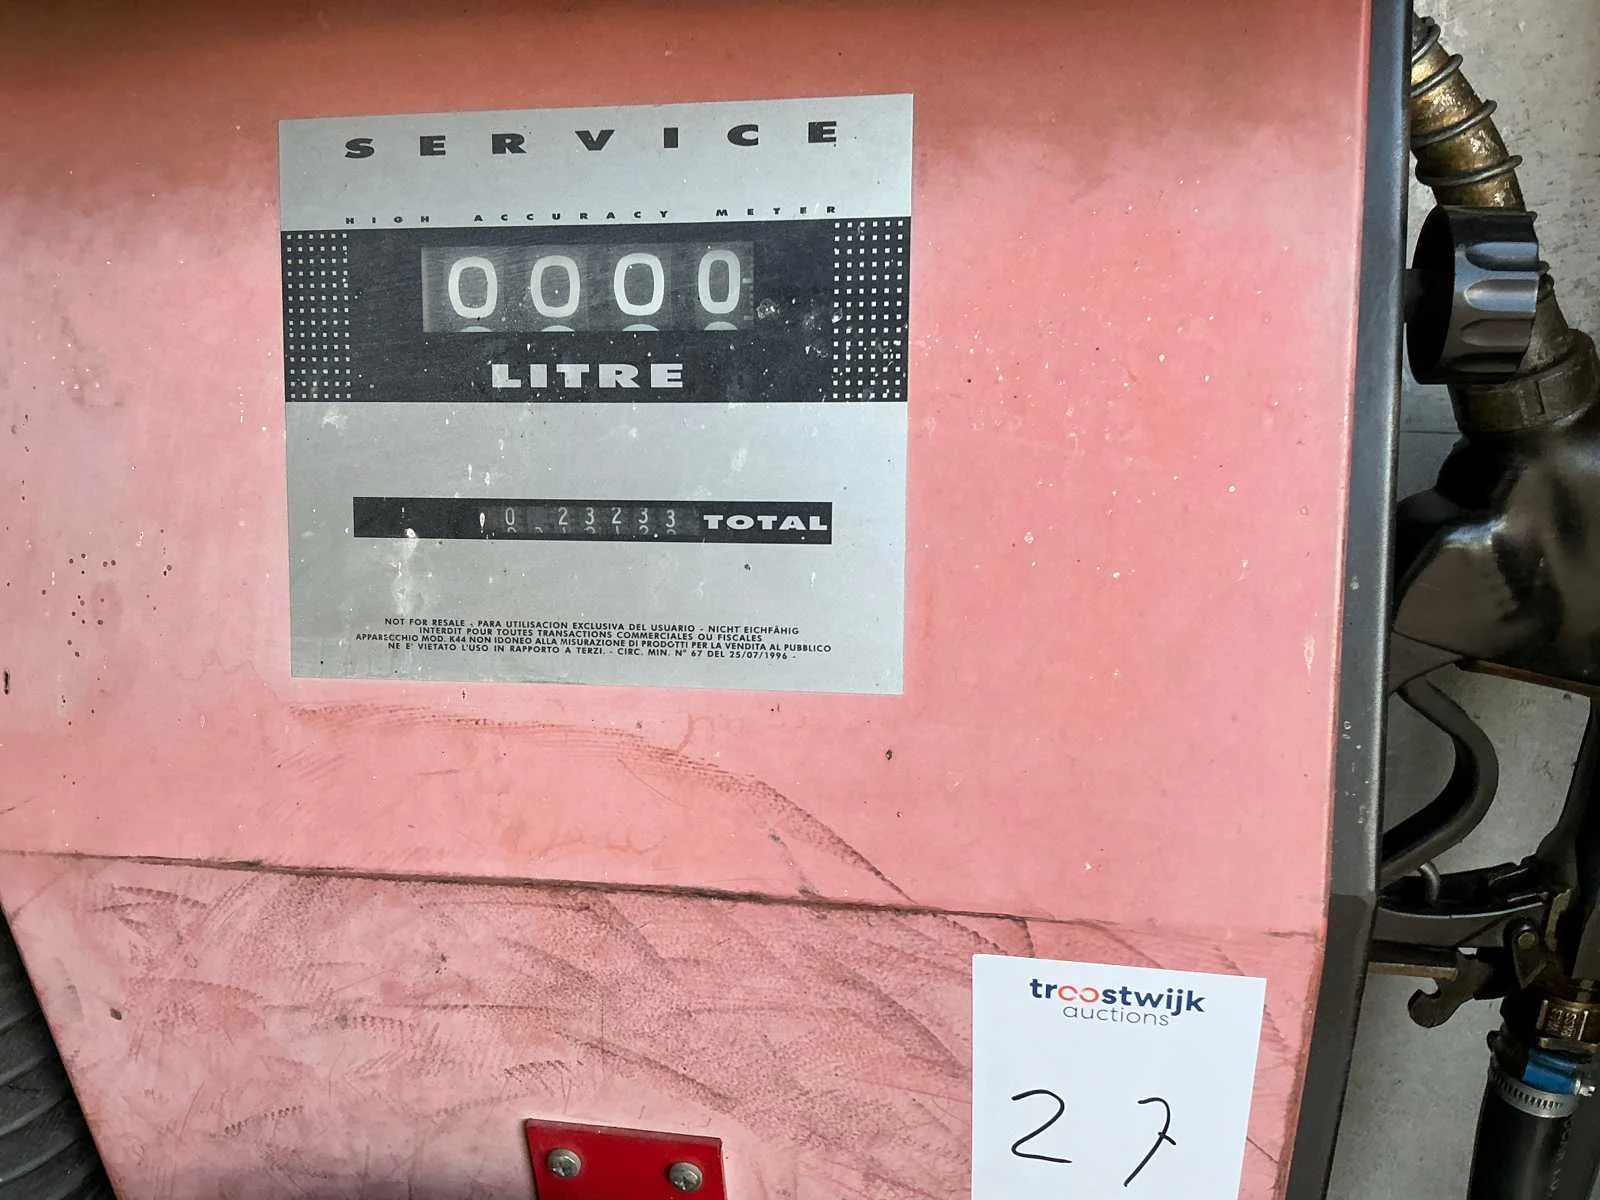 SERVICE
HIGH ACCURACY METER
0000
LITRE
0 23233 TOTAL
NOT FOR RESALE - PARA UTILISACION EXCLUSIVA DEL USUARIO - NICHT EICHFÄHIG
INTERDIT POUR TOUTES TRANSACTIONS COMMERCIALES OU FISCALES
APPARECCHIO MOD. K44 NON IDONEO ALLA MISURAZIONE DI PRODOTTI PER LA VENDITA AL PUBBLICO
NE E' VIETATO L'USO IN RAPPORTO A TERZI. - CIRC. MIN. N° 67 DEL 25/07/1996 -
troostwijk
auctions
27